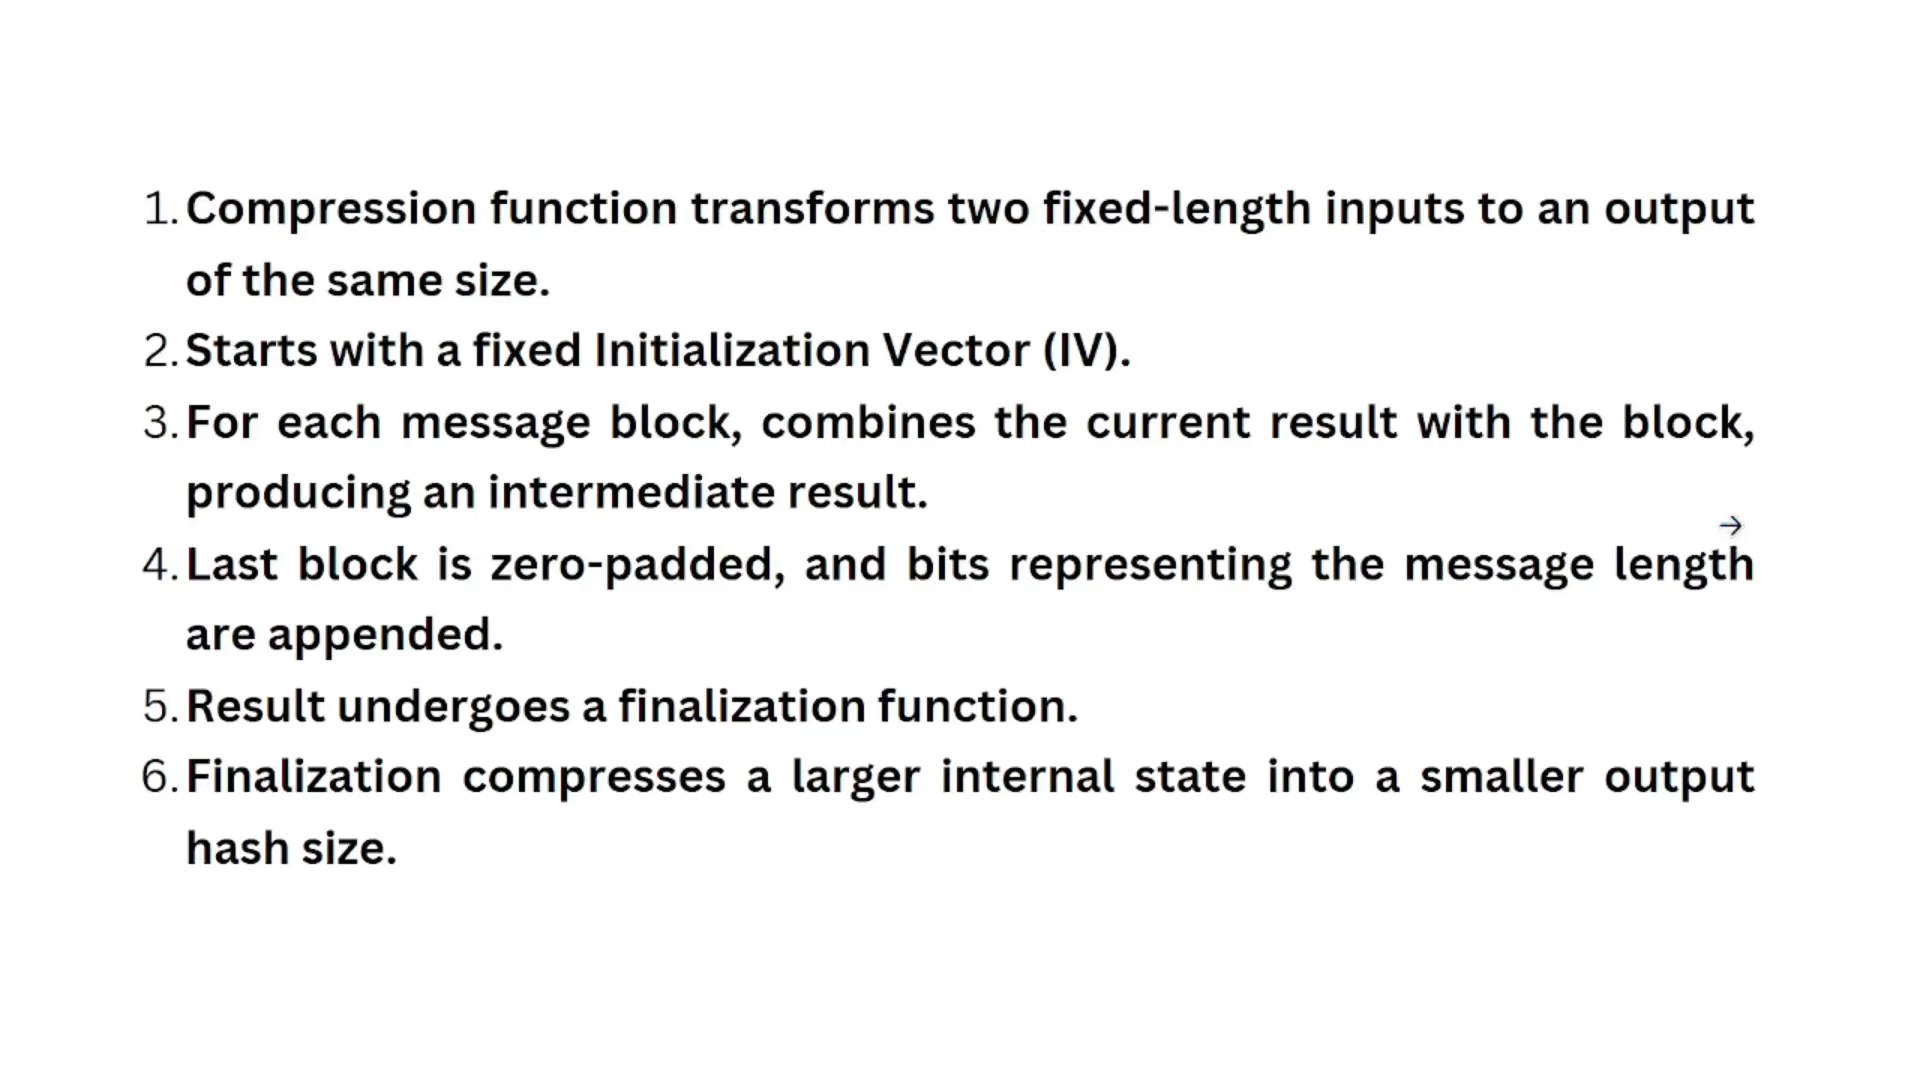 1. Compression function transforms two fixed-length inputs to an output
of the same size.
2. Starts with a fixed Initialization Vector (IV).
3. For each message block, combines the current result with the block,
producing an intermediate result.
4. Last block is zero-padded, and bits representing the message length
are appended.
5. Result undergoes a finalization function.
6. Finalization compresses a larger internal state into a smaller output
hash size.